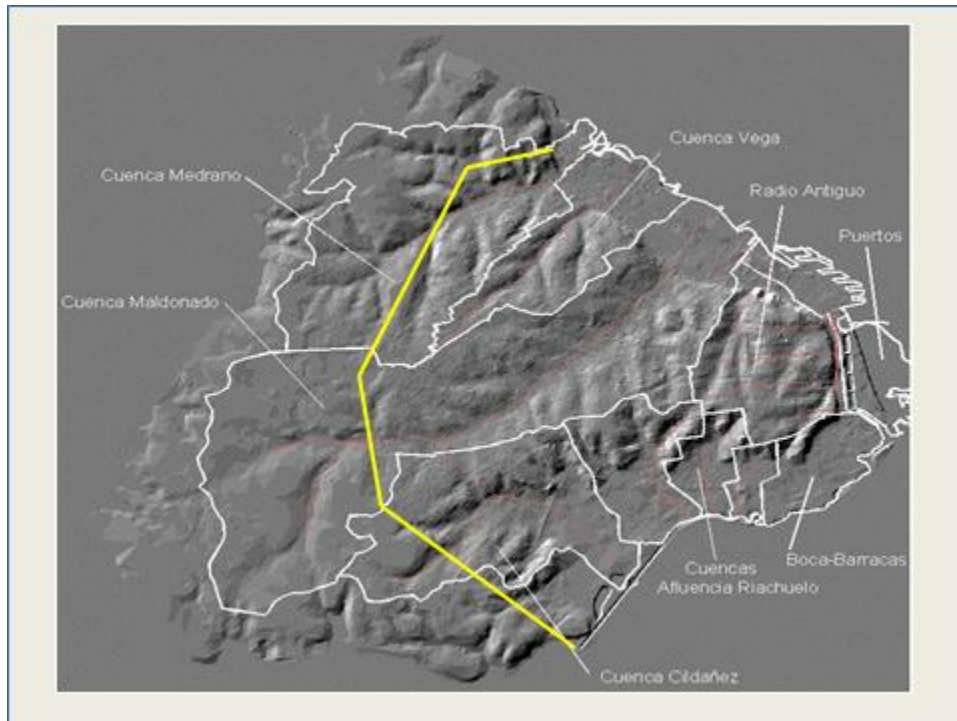 Cuenca Vega
Cuenca Medrano
Radio Antiguo
Puertos
Cuenca Maldonado
Boca-Barracas
Cuencas
Afluencia Riachuelo
Cuenca Cildañez